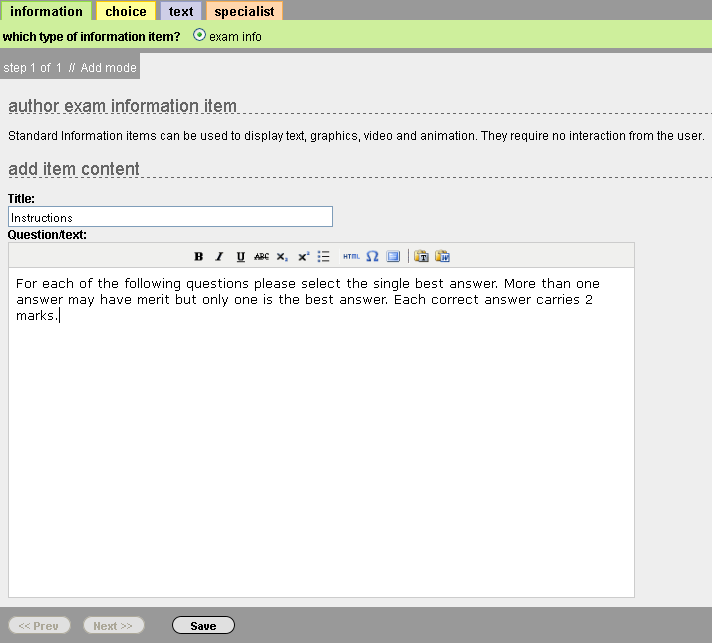 information choice text specialist
which type of information item? exam info
step 1 of 1 // Add mode
author exam information item
Standard Information items can be used to display text, graphics, video and animation. They require no interaction from the user.
add item content
Title:
Instructions
Question/text:
B I U ABC x₂ x² HTML Ω T W
For each of the following questions please select the single best answer. More than one
answer may have merit but only one is the best answer. Each correct answer carries 2
marks.
<< Prev Next >> Save